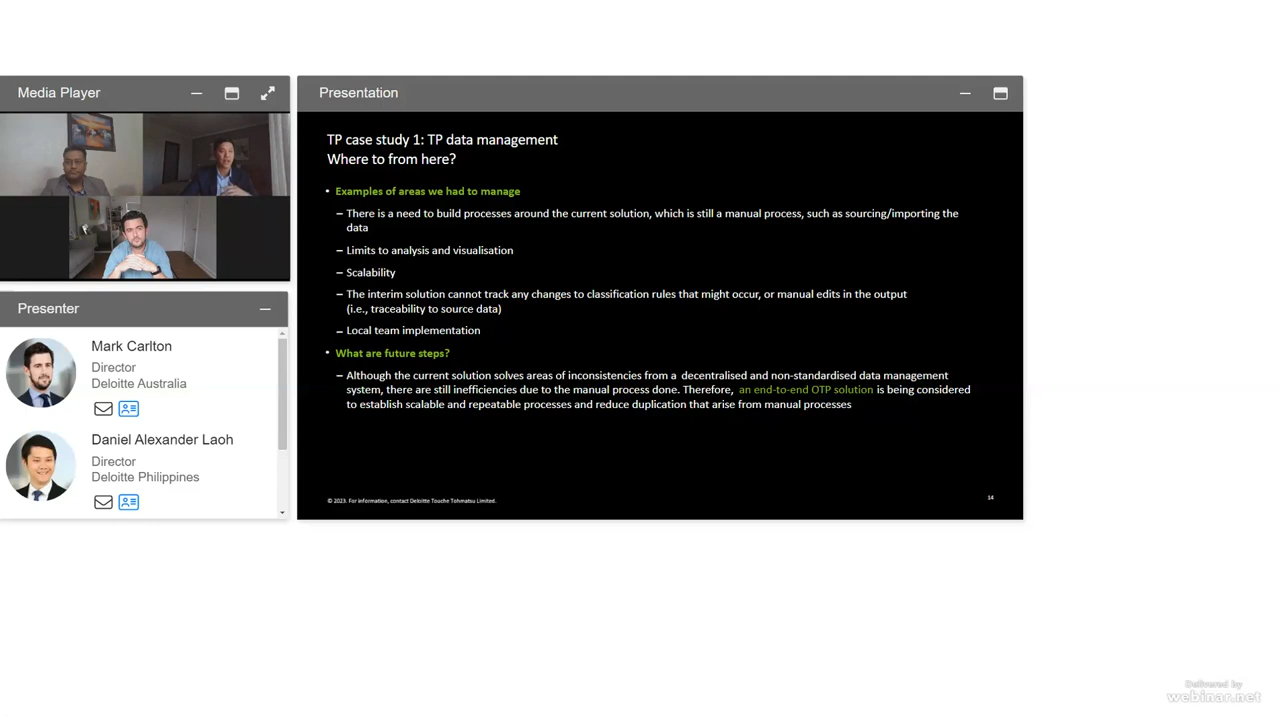 Media Player
Presentation
TP case study 1: TP data management
Where to from here?
• Examples of areas we had to manage
– There is a need to build processes around the current solution, which is still a manual process, such as sourcing/importing the
data
– Limits to analysis and visualisation
– Scalability
– The interim solution cannot track any changes to classification rules that might occur, or manual edits in the output
(i.e., traceability to source data)
– Local team implementation
• What are future steps?
– Although the current solution solves areas of inconsistencies from a decentralised and non-standardised data management
system, there are still inefficiencies due to the manual process done. Therefore, an end-to-end OTP solution is being considered
to establish scalable and repeatable processes and reduce duplication that arise from manual processes
© 2023. For information, contact Deloitte Touche Tohmatsu Limited.
14
Presenter
Mark Carlton
Director
Deloitte Australia
Daniel Alexander Laoh
Director
Deloitte Philippines
Delivered by
webinar.net